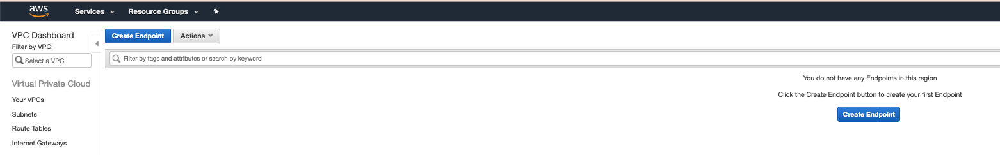 aws Services Resource Groups
VPC Dashboard
Filter by VPC:
Select a VPC
Virtual Private Cloud
Your VPCs
Subnets
Route Tables
Internet Gateways
Create Endpoint Actions
Filter by tags and attributes or search by keyword
You do not have any Endpoints in this region
Click the Create Endpoint button to create your first Endpoint
Create Endpoint